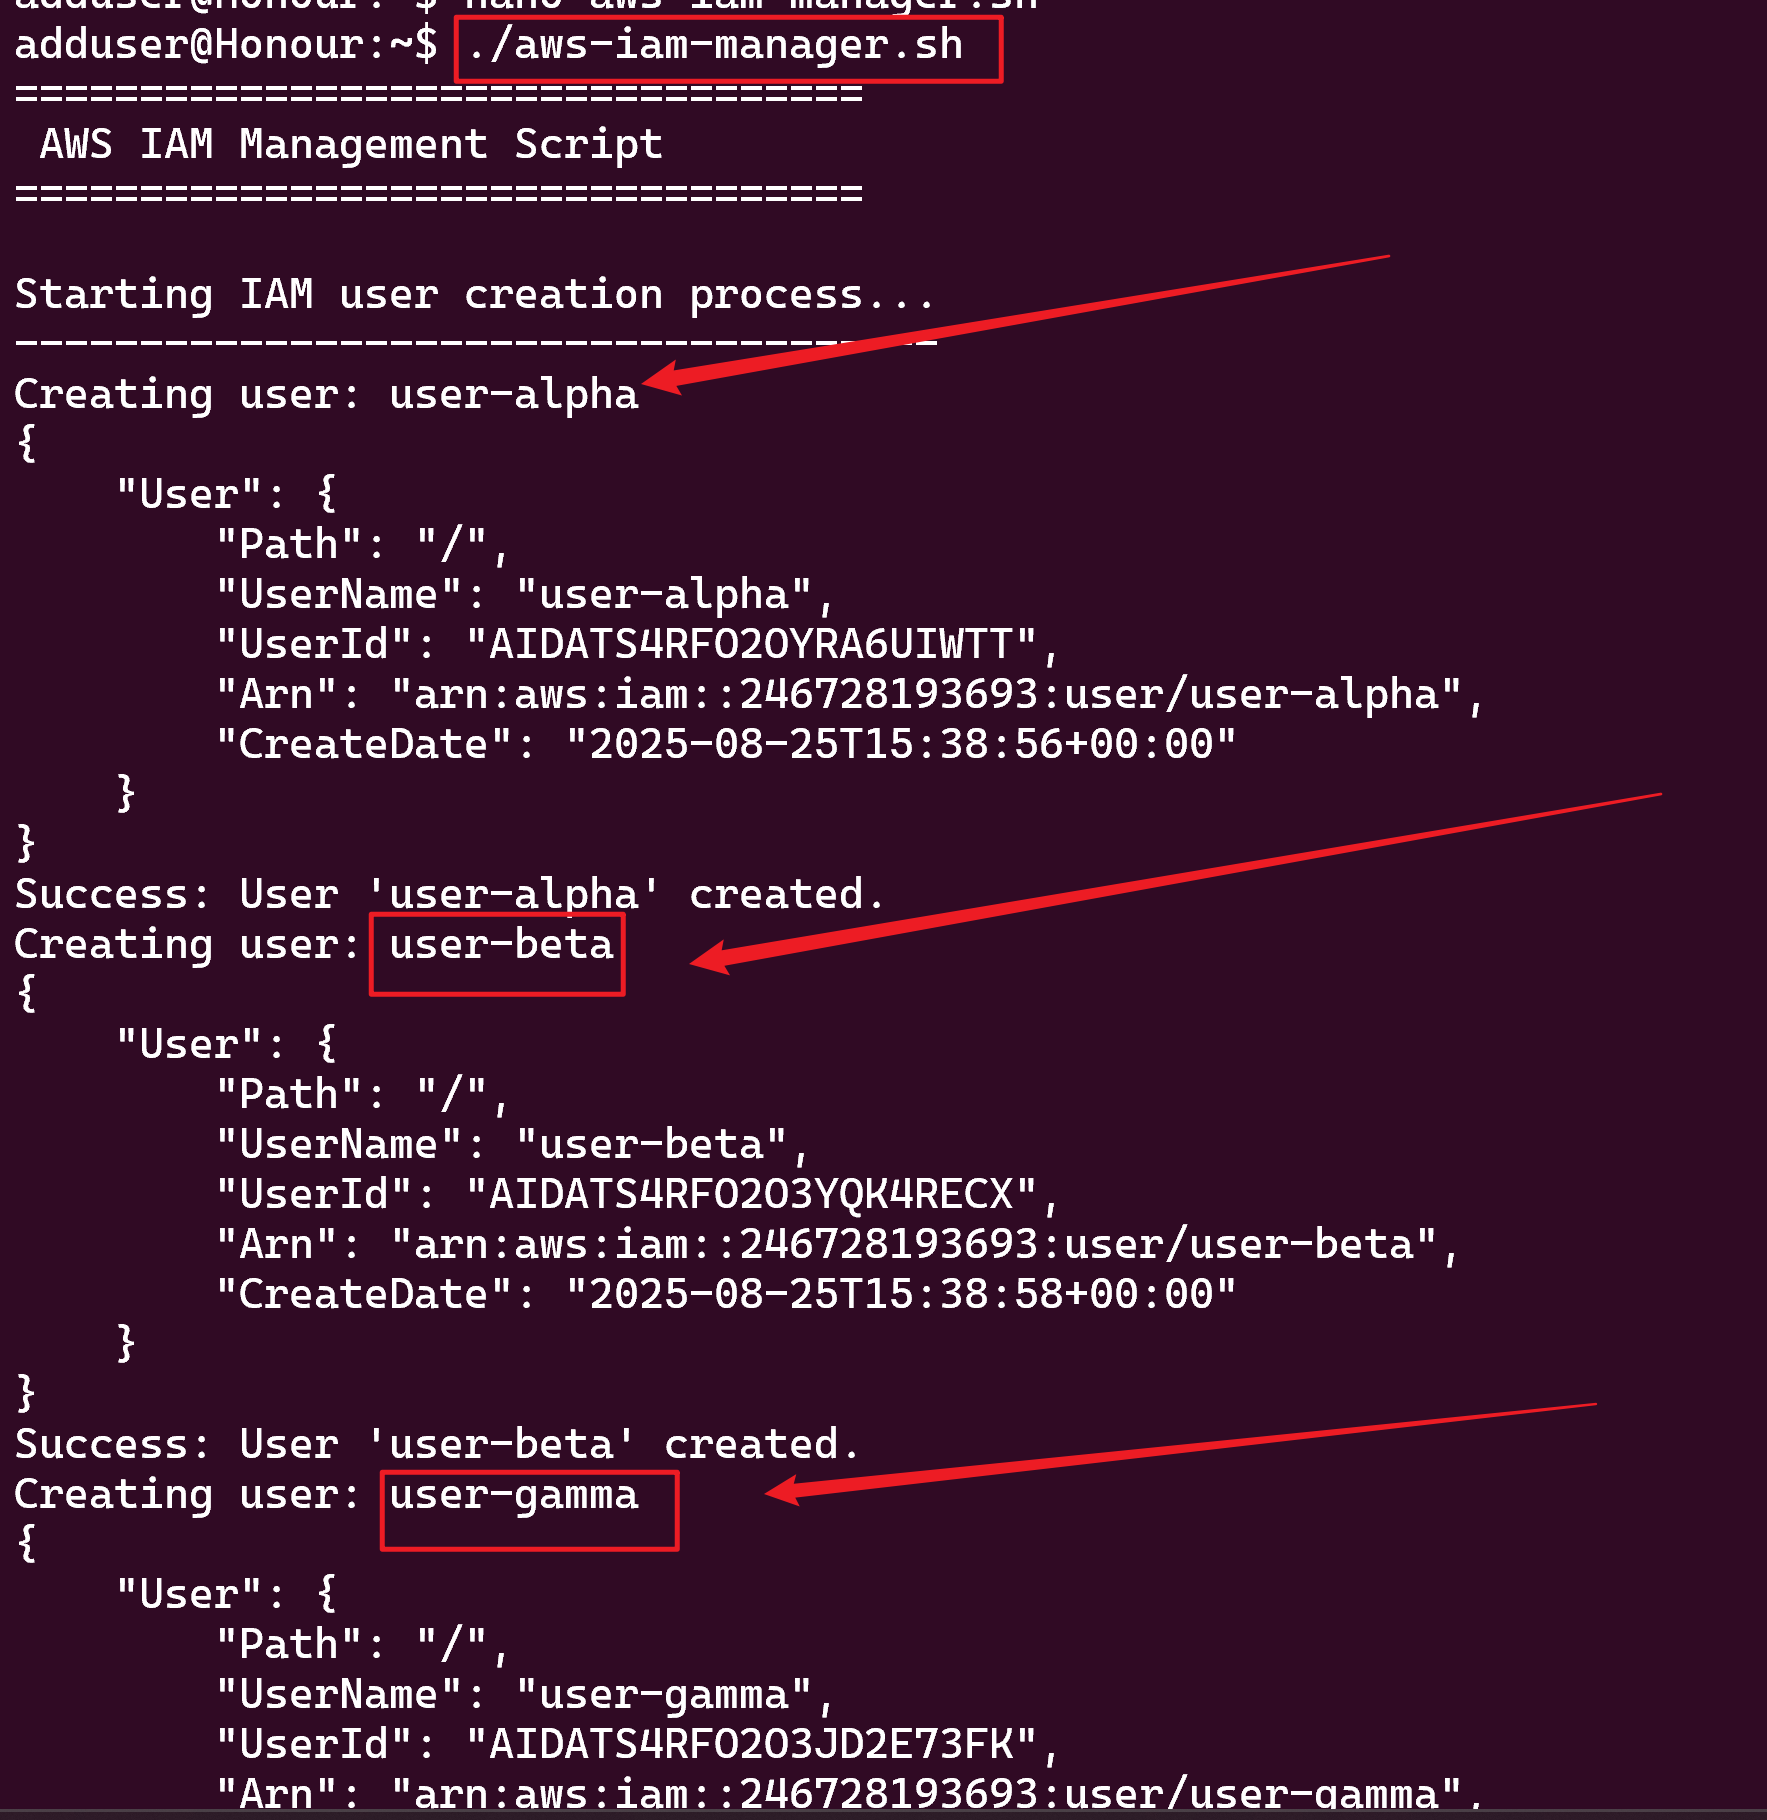 adduser@Honour:~$ nano aws-iam-manager.sh
adduser@Honour:~$ ./aws-iam-manager.sh
==================================
 AWS IAM Management Script
==================================

Starting IAM user creation process...
-------------------------------------
Creating user: user-alpha
{
    "User": {
        "Path": "/",
        "UserName": "user-alpha",
        "UserId": "AIDATS4RFO2OYRA6UIWTT",
        "Arn": "arn:aws:iam::246728193693:user/user-alpha",
        "CreateDate": "2025-08-25T15:38:56+00:00"
    }
}
Success: User 'user-alpha' created.
Creating user: user-beta
{
    "User": {
        "Path": "/",
        "UserName": "user-beta",
        "UserId": "AIDATS4RFO2O3YQK4RECX",
        "Arn": "arn:aws:iam::246728193693:user/user-beta",
        "CreateDate": "2025-08-25T15:38:58+00:00"
    }
}
Success: User 'user-beta' created.
Creating user: user-gamma
{
    "User": {
        "Path": "/",
        "UserName": "user-gamma",
        "UserId": "AIDATS4RFO2O3JD2E73FK",
        "Arn": "arn:aws:iam::246728193693:user/user-gamma",